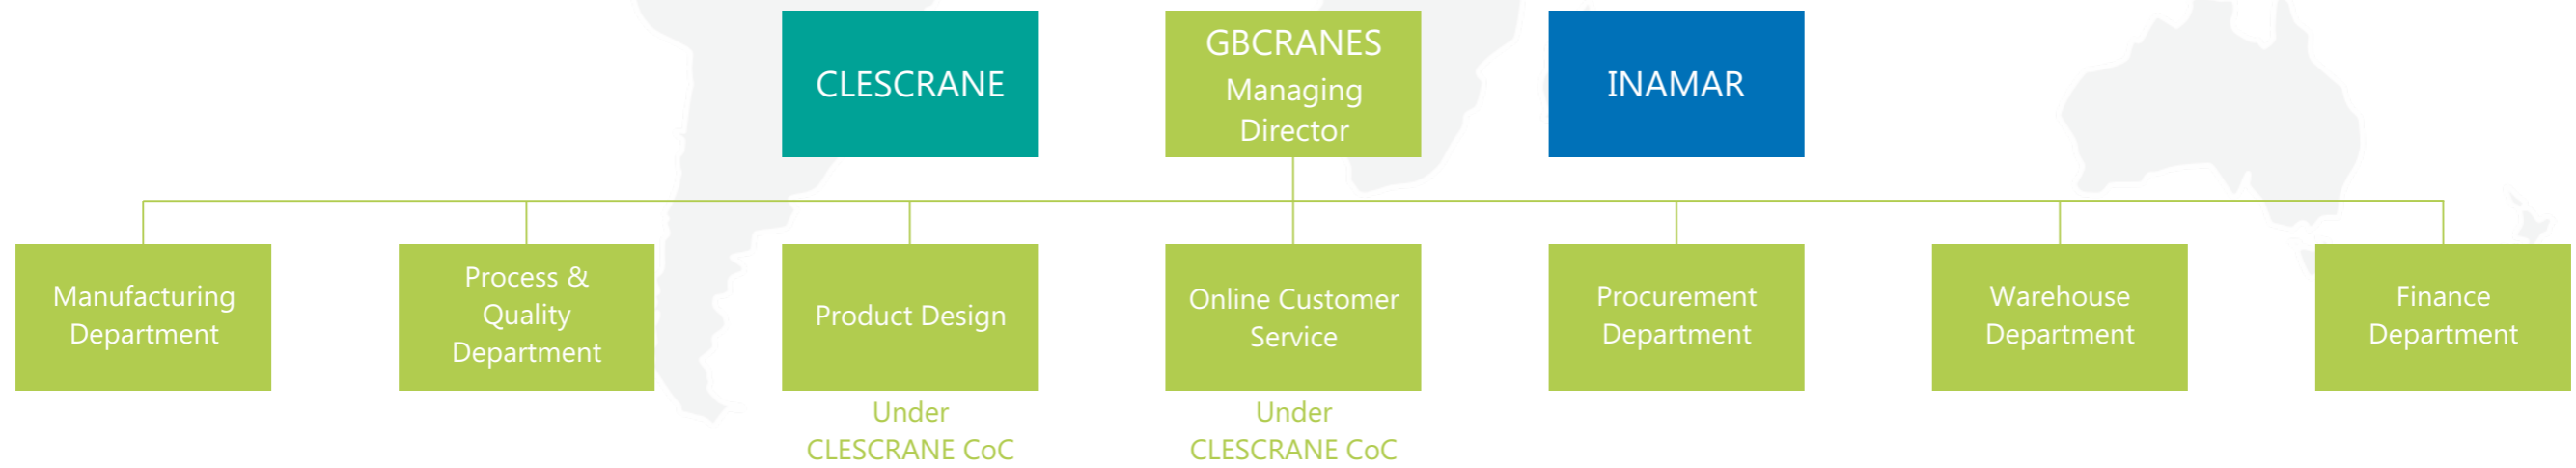 CLESCRANE
GBCRANES
Managing
Director
INAMAR
Manufacturing
Department
Process &
Quality
Department
Product Design
Online Customer
Service
Procurement
Department
Warehouse
Department
Finance
Department
Under
CLESCRANE CoC
Under
CLESCRANE CoC